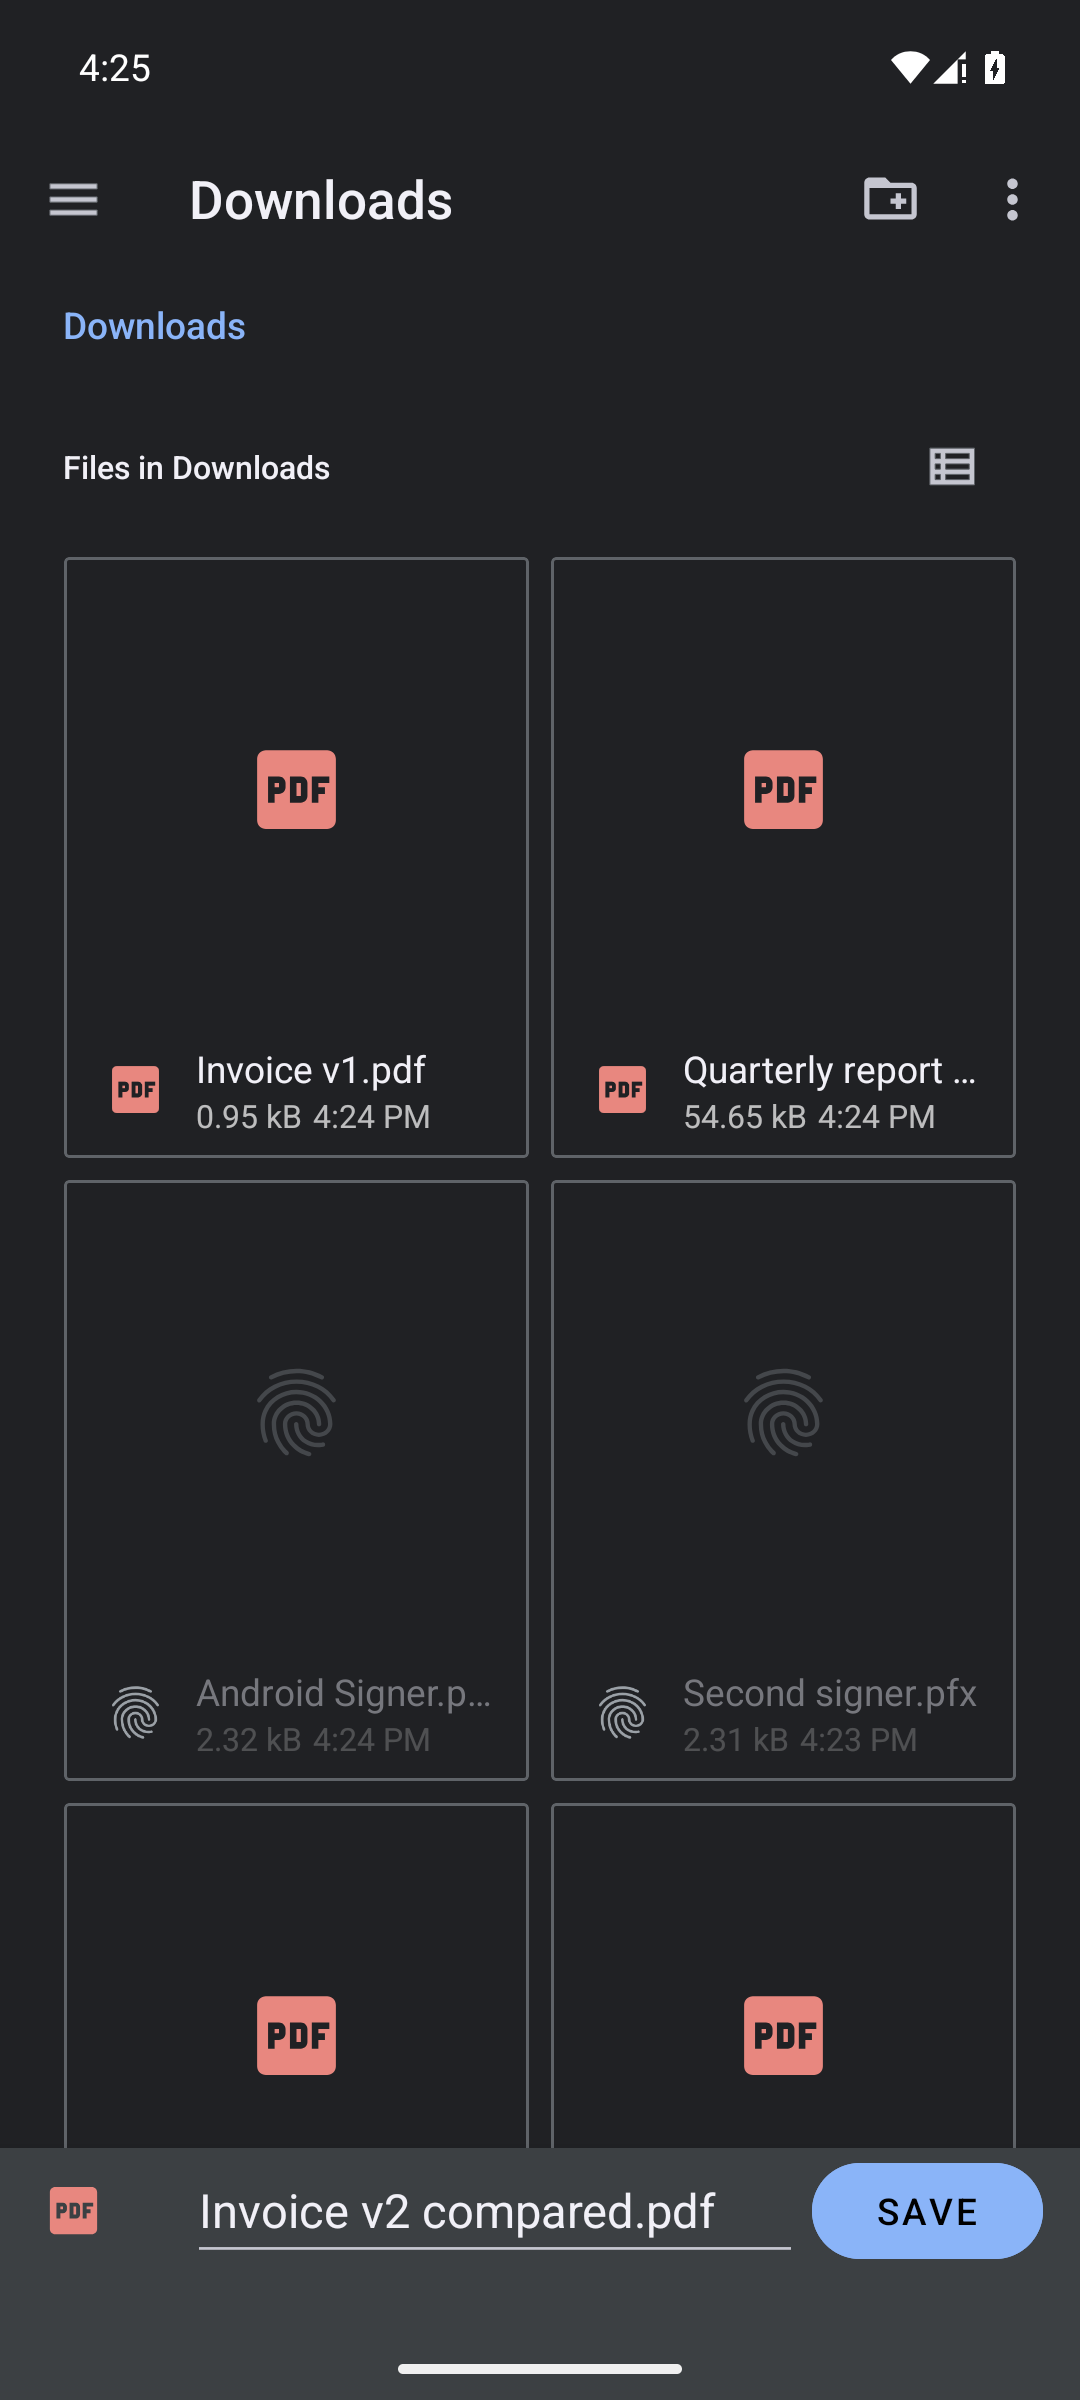 4:25
Downloads
Downloads
Files in Downloads
PDF
PDF
PDF
Invoice v1.pdf
0.95 kB 4:24 PM
PDF
Quarterly report ...
54.65 kB 4:24 PM
Android Signer.p...
2.32 kB 4:24 PM
Second signer.pfx
2.31 kB 4:23 PM
PDF
PDF
PDF
Invoice v2 compared.pdf
SAVE